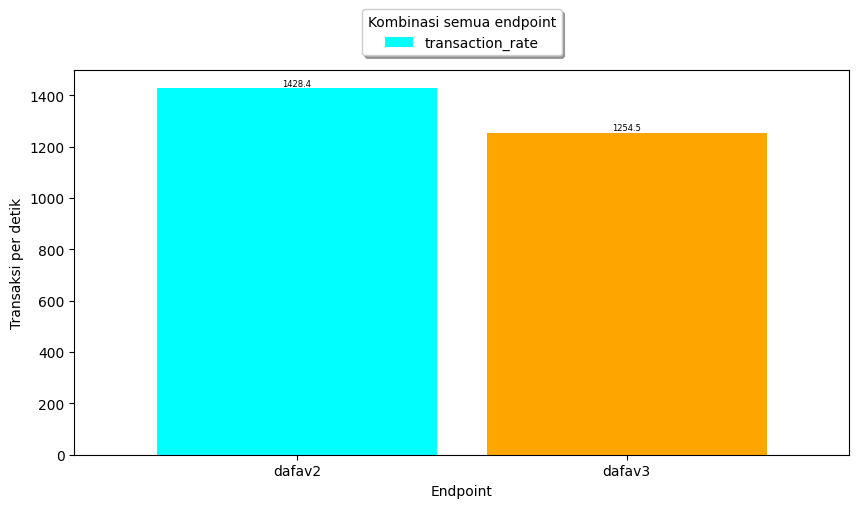 Kombinasi semua endpoint
transaction_rate
1400
1200
1000
800
600
400
200
0
Transaksi per detik
1428.4
1254.5
dafav2
dafav3
Endpoint